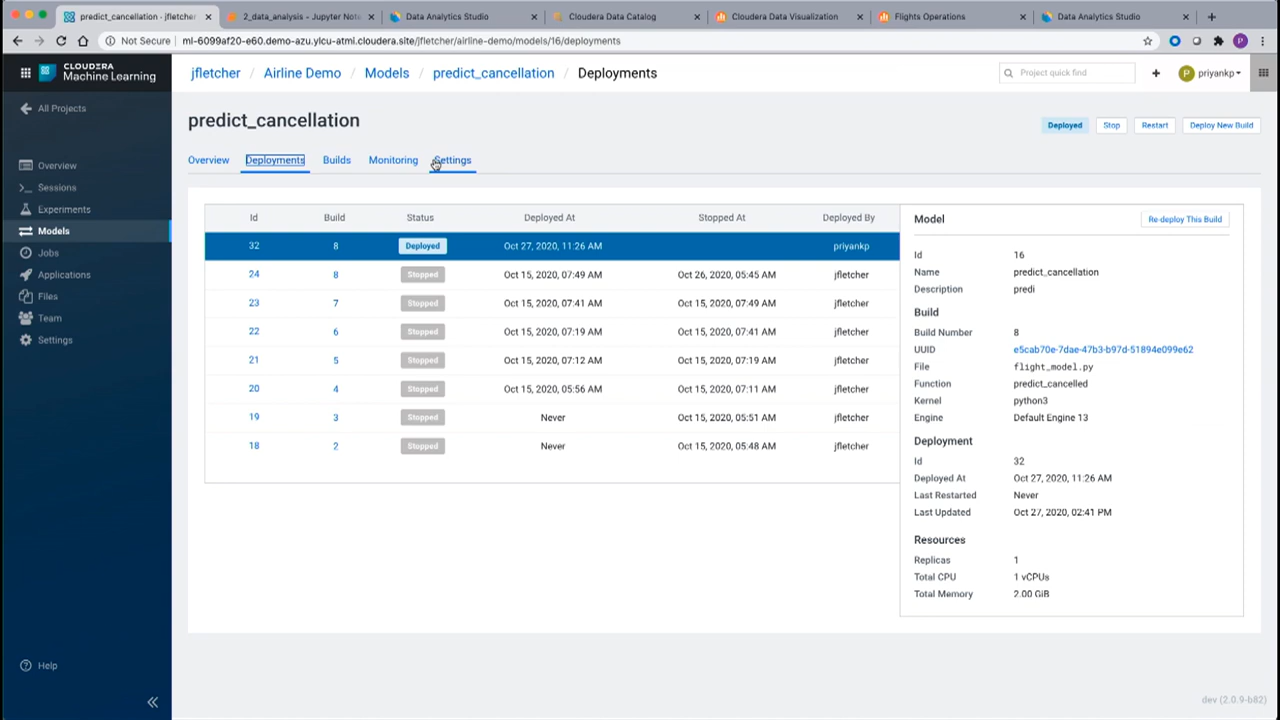 predict_cancellation - jfletcher
2_data_analysis - Jupyter Note
Data Analytics Studio
Cloudera Data Catalog
Cloudera Data Visualization
Flights Operations
Data Analytics Studio
Not Secure
ml-6099af20-e60.demo-azu.ylcu-atmi.cloudera.site/jfletcher/airline-demo/models/16/deployments
P
CLOUDERA
Machine Learning
jfletcher / Airline Demo / Models / predict_cancellation / Deployments
Project quick find
P
priyankp
All Projects
Overview
Sessions
Experiments
Models
Jobs
Applications
Files
Team
Settings
Help
predict_cancellation
Deployed
Stop
Restart
Deploy New Build
Overview
Deployments
Builds
Monitoring
Settings
Id Build Status Deployed At Stopped At Deployed By
32 8 Deployed Oct 27, 2020, 11:26 AM priyankp
24 8 Stopped Oct 15, 2020, 07:49 AM Oct 26, 2020, 05:45 AM jfletcher
23 7 Stopped Oct 15, 2020, 07:41 AM Oct 15, 2020, 07:49 AM jfletcher
22 6 Stopped Oct 15, 2020, 07:19 AM Oct 15, 2020, 07:41 AM jfletcher
21 5 Stopped Oct 15, 2020, 07:12 AM Oct 15, 2020, 07:19 AM jfletcher
20 4 Stopped Oct 15, 2020, 05:56 AM Oct 15, 2020, 07:11 AM jfletcher
19 3 Stopped Never Oct 15, 2020, 05:51 AM jfletcher
18 2 Stopped Never Oct 15, 2020, 05:48 AM jfletcher
Model
Re-deploy This Build
Id 16
Name predict_cancellation
Description predi
Build
Build Number 8
UUID e5cab70e-7dae-47b3-b97d-51894e099e62
File flight_model.py
Function predict_cancelled
Kernel python3
Engine Default Engine 13
Deployment
Id 32
Deployed At Oct 27, 2020, 11:26 AM
Last Restarted Never
Last Updated Oct 27, 2020, 02:41 PM
Resources
Replicas 1
Total CPU 1 vCPUs
Total Memory 2.00 GiB
dev (2.0.9-b82)